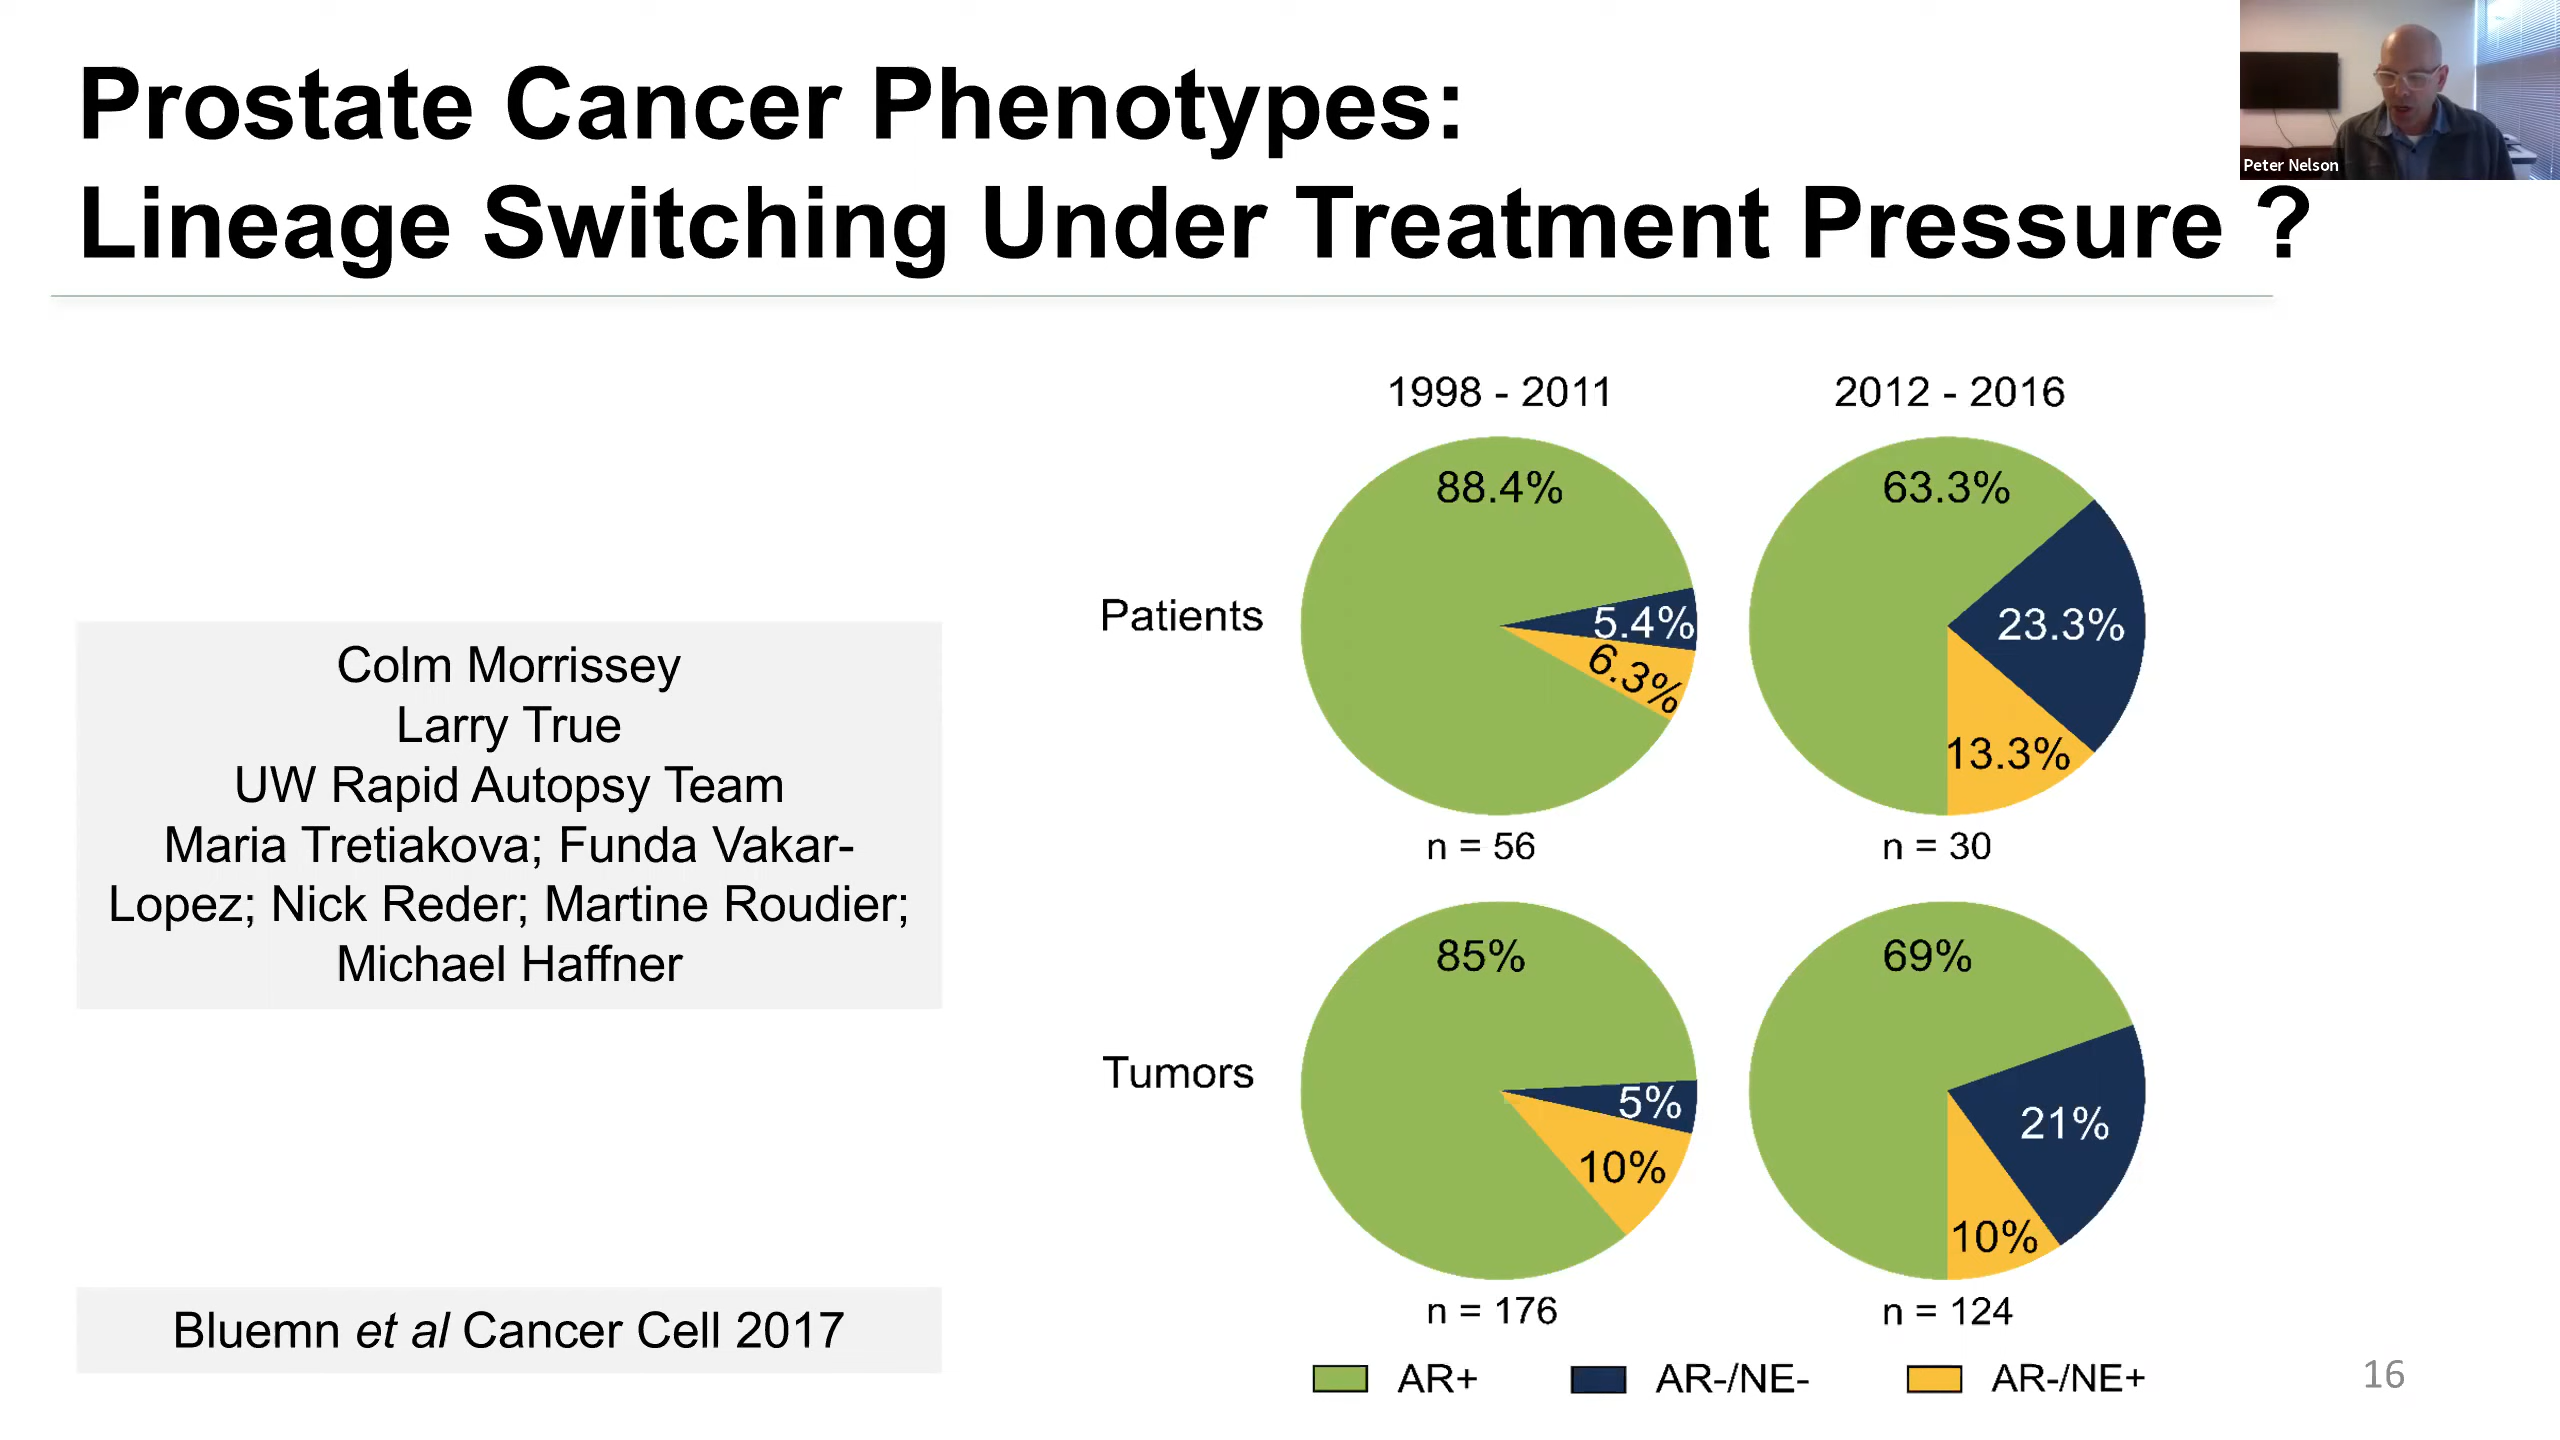 Prostate Cancer Phenotypes:
Lineage Switching Under Treatment Pressure ?
Peter Nelson
Colm Morrissey
Larry True
UW Rapid Autopsy Team
Maria Tretiakova; Funda Vakar-
Lopez; Nick Reder; Martine Roudier;
Michael Haffner
Bluemn et al Cancer Cell 2017
1998 - 2011
2012 - 2016
Patients
88.4%
5.4%
6.3%
n = 56
63.3%
23.3%
13.3%
n = 30
Tumors
85%
5%
10%
n = 176
69%
21%
10%
n = 124
AR+
AR-/NE-
AR-/NE+
16